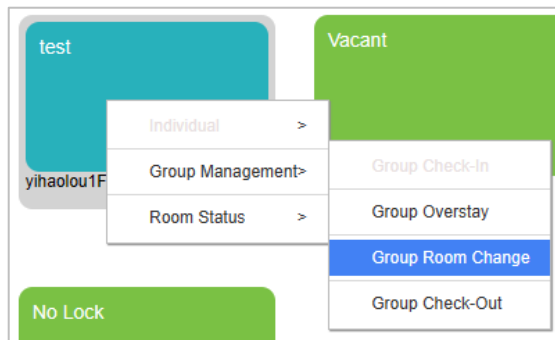 test
Vacant
Individual >
Group Management>
Room Status >
yihaolou1F
Group Check-In
Group Overstay
Group Room Change
Group Check-Out
No Lock